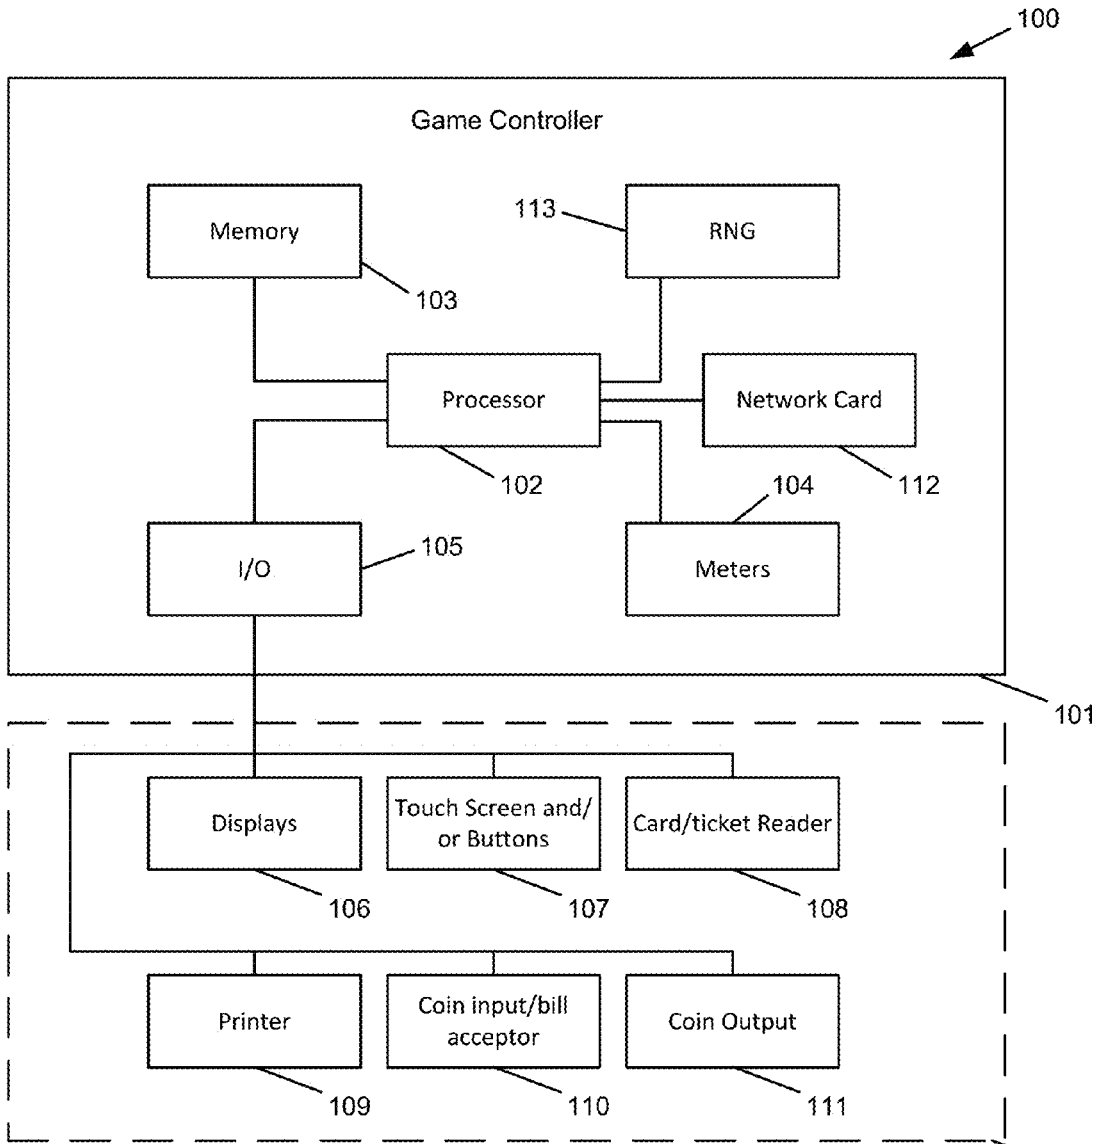 100
Game Controller
Memory
113
RNG
103
Processor
Network Card
102
104
112
I/O
105
Meters
101
Displays
Touch Screen and/
or Buttons
Card/ticket Reader
106
107
108
Printer
Coin input/bill
acceptor
Coin Output
109
110
111